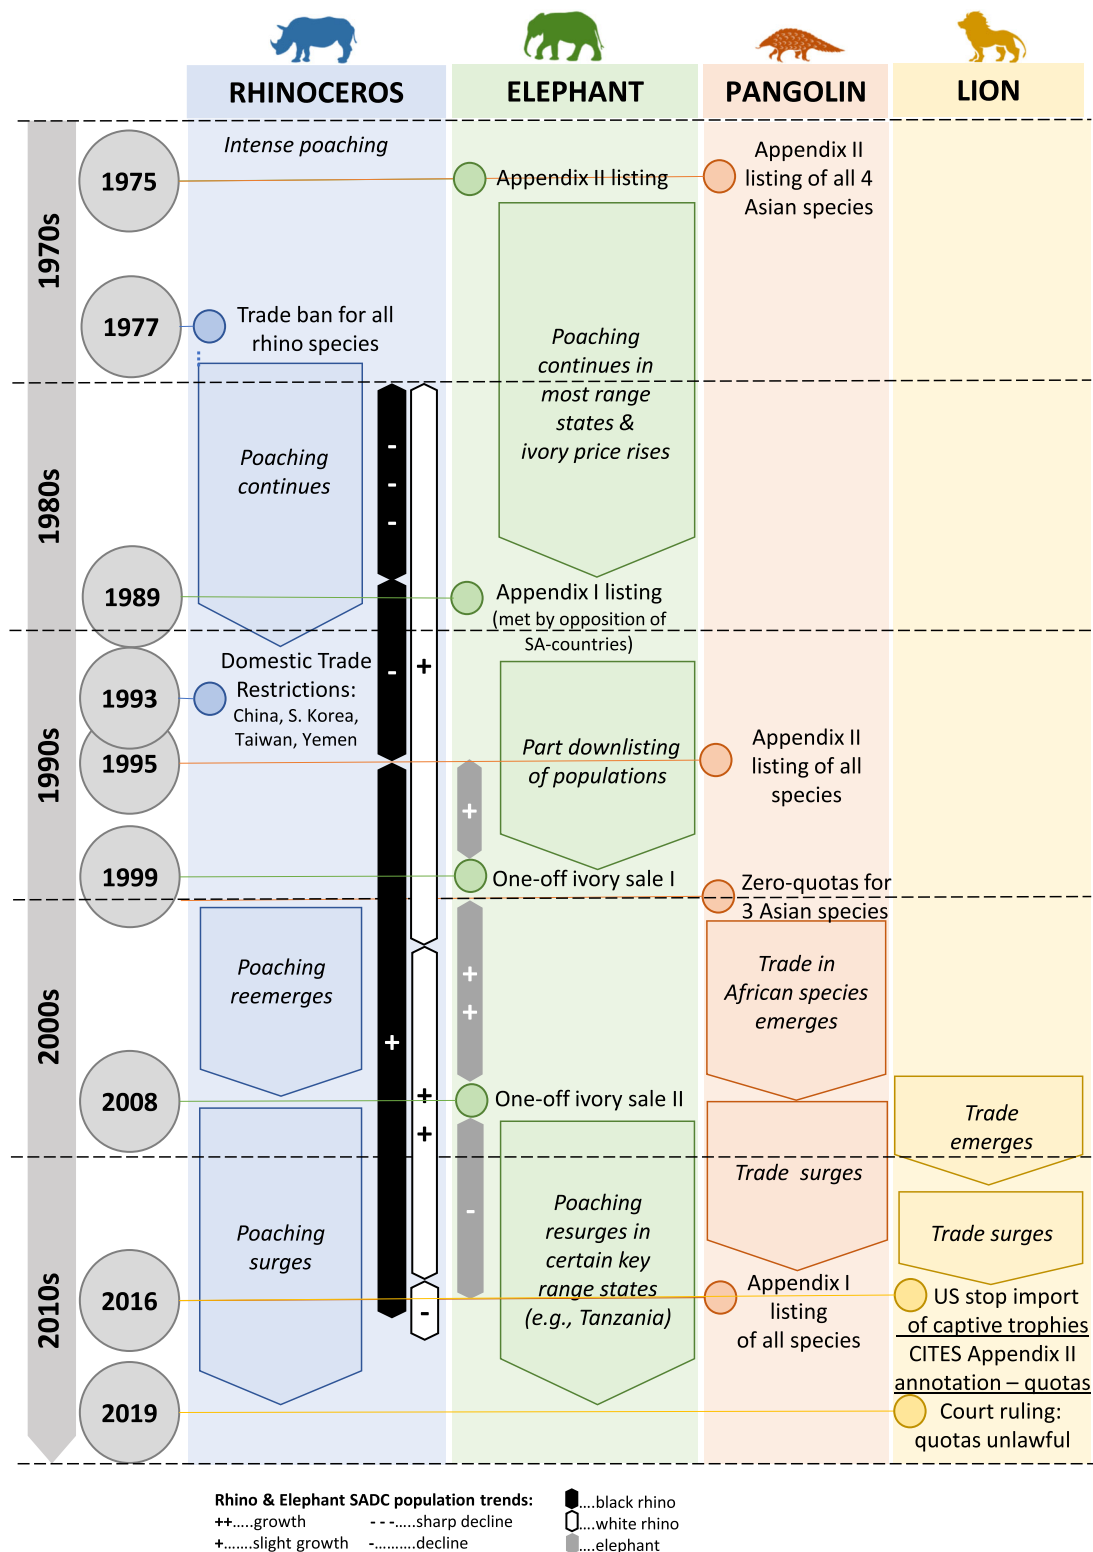 RHINOCEROS
ELEPHANT
PANGOLIN
LION
1970s
1975
Intense poaching
Appendix II listing
Appendix II
listing of all 4
Asian species
1977
Trade ban for all
rhino species
Poaching
continues in
most range
states &
ivory price rises
1980s
Poaching
continues
-
-
-
1989
Appendix I listing
(met by opposition of
SA-countries)
1990s
1993
Domestic Trade
Restrictions:
China, S. Korea,
Taiwan, Yemen
-
+
1995
Part downlisting
of populations
+
Appendix II
listing of all
species
1999
One-off ivory sale I
Zero-quotas for
3 Asian species
2000s
Poaching
reemerges
+
+
+
Trade in
African species
emerges
2008
+
+
One-off ivory sale II
Trade
emerges
2010s
Poaching
surges
-
Poaching
resurges in
certain key
range states
(e.g., Tanzania)
Trade surges
Trade surges
2016
-
Appendix I
listing
of all species
US stop import
of captive trophies
CITES Appendix II
annotation – quotas
2019
Court ruling:
quotas unlawful
Rhino & Elephant SADC population trends:
++.....growth
- - -.....sharp decline
+.......slight growth
-..........decline
....black rhino
....white rhino
....elephant